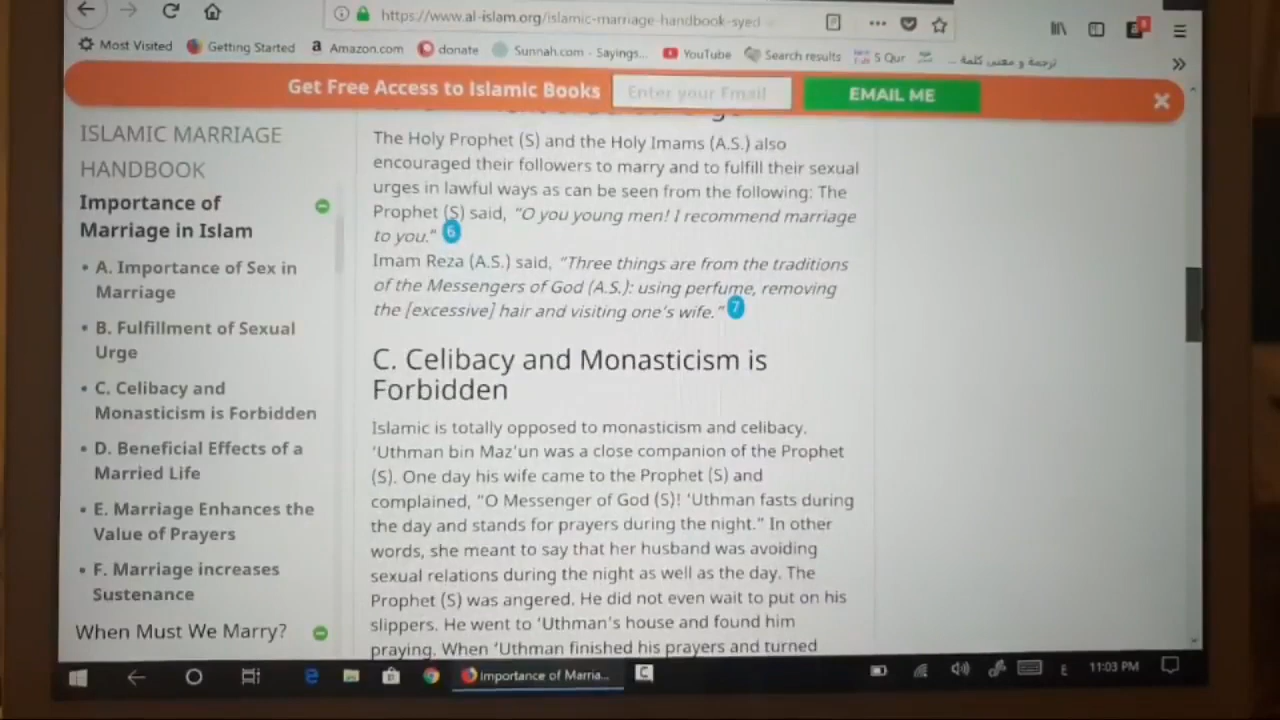 https://www.al-islam.org/islamic-marriage-handbook-syed
Most Visited
Getting Started
Amazon.com
donate
Sunnah.com - Sayings...
YouTube
Search results
5 Qur
ترجمة و معنى كلمة ...
Get Free Access to Islamic Books
Enter your Email
EMAIL ME
ISLAMIC MARRIAGE
HANDBOOK
Importance of
Marriage in Islam
• A. Importance of Sex in
Marriage
• B. Fulfillment of Sexual
Urge
• C. Celibacy and
Monasticism is Forbidden
• D. Beneficial Effects of a
Married Life
• E. Marriage Enhances the
Value of Prayers
• F. Marriage increases
Sustenance
When Must We Marry?
The Holy Prophet (S) and the Holy Imams (A.S.) also
encouraged their followers to marry and to fulfill their sexual
urges in lawful ways as can be seen from the following: The
Prophet (S) said, “O you young men! I recommend marriage
to you.” 6
Imam Reza (A.S.) said, “Three things are from the traditions
of the Messengers of God (A.S.): using perfume, removing
the [excessive] hair and visiting one's wife.” 7
C. Celibacy and Monasticism is
Forbidden
Islamic is totally opposed to monasticism and celibacy.
‘Uthman bin Maz‘un was a close companion of the Prophet
(S). One day his wife came to the Prophet (S) and
complained, “O Messenger of God (S)! ‘Uthman fasts during
the day and stands for prayers during the night.” In other
words, she meant to say that her husband was avoiding
sexual relations during the night as well as the day. The
Prophet (S) was angered. He did not even wait to put on his
slippers. He went to ‘Uthman's house and found him
praying. When ‘Uthman finished his prayers and turned
Importance of Marria...
11:03 PM